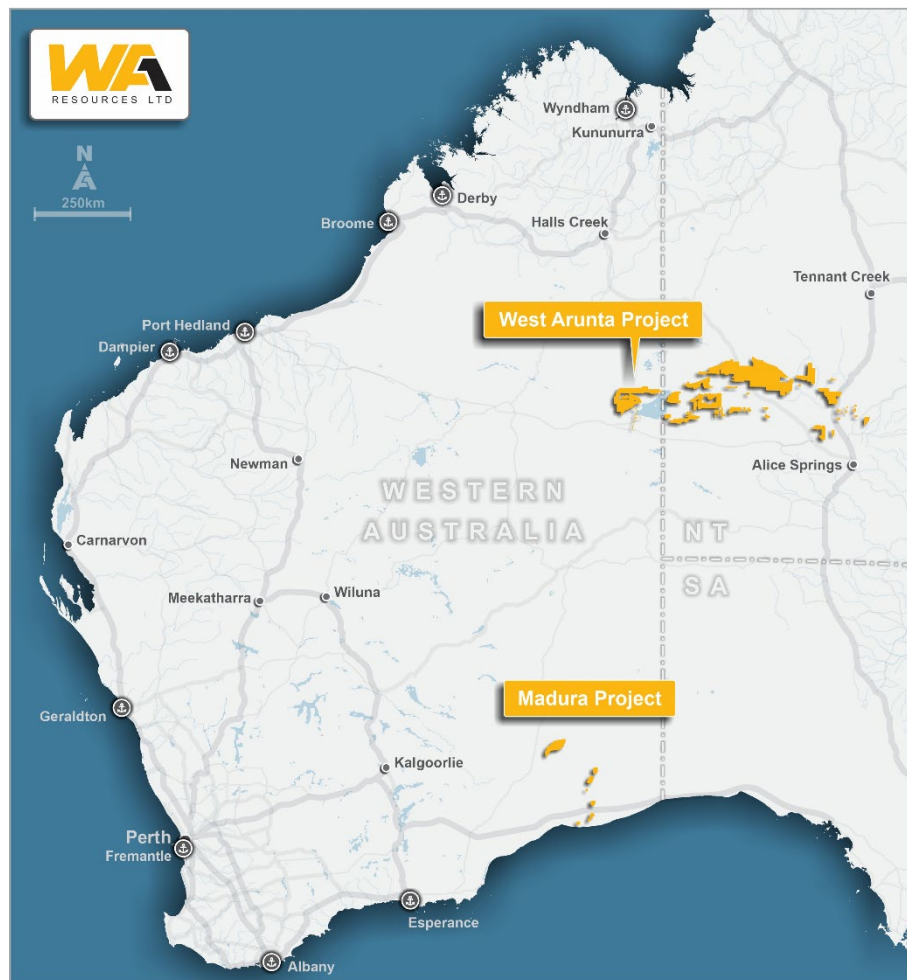 WA1
RESOURCES LTD
N
250km
Wyndham
Kununurra
Derby
Broome
Halls Creek
Tennant Creek
West Arunta Project
Port Hedland
Dampier
Newman
Alice Springs
WESTERN
AUSTRALIA
NT
Carnarvon
SA
Meekatharra
Wiluna
Madura Project
Geraldton
Kalgoorlie
Perth
Fremantle
Esperance
Albany